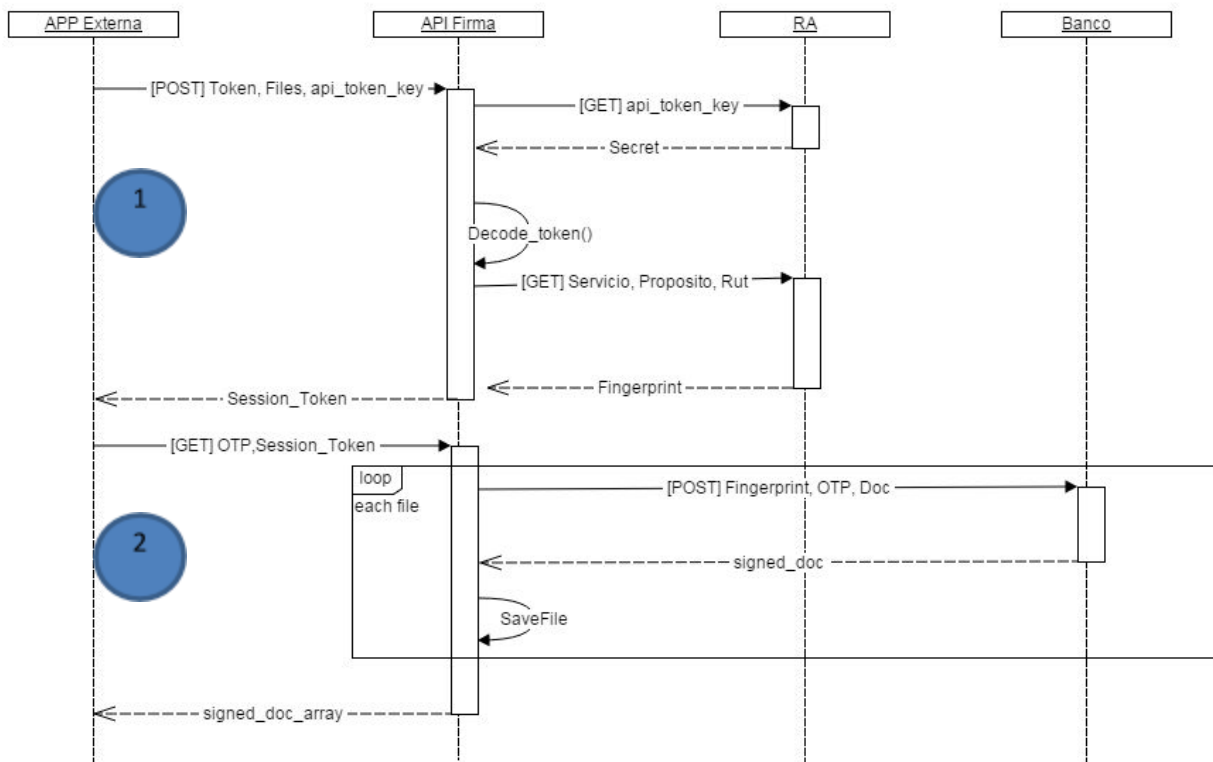 APP Externa
API Firma
RA
Banco
[POST] Token, Files, api_token_key
[GET] api_token_key
Secret
1
Decode_token()
[GET] Servicio, Proposito, Rut
Fingerprint
Session_Token
[GET] OTP,Session_Token
loop
each file
[POST] Fingerprint, OTP, Doc
2
signed_doc
SaveFile
signed_doc_array